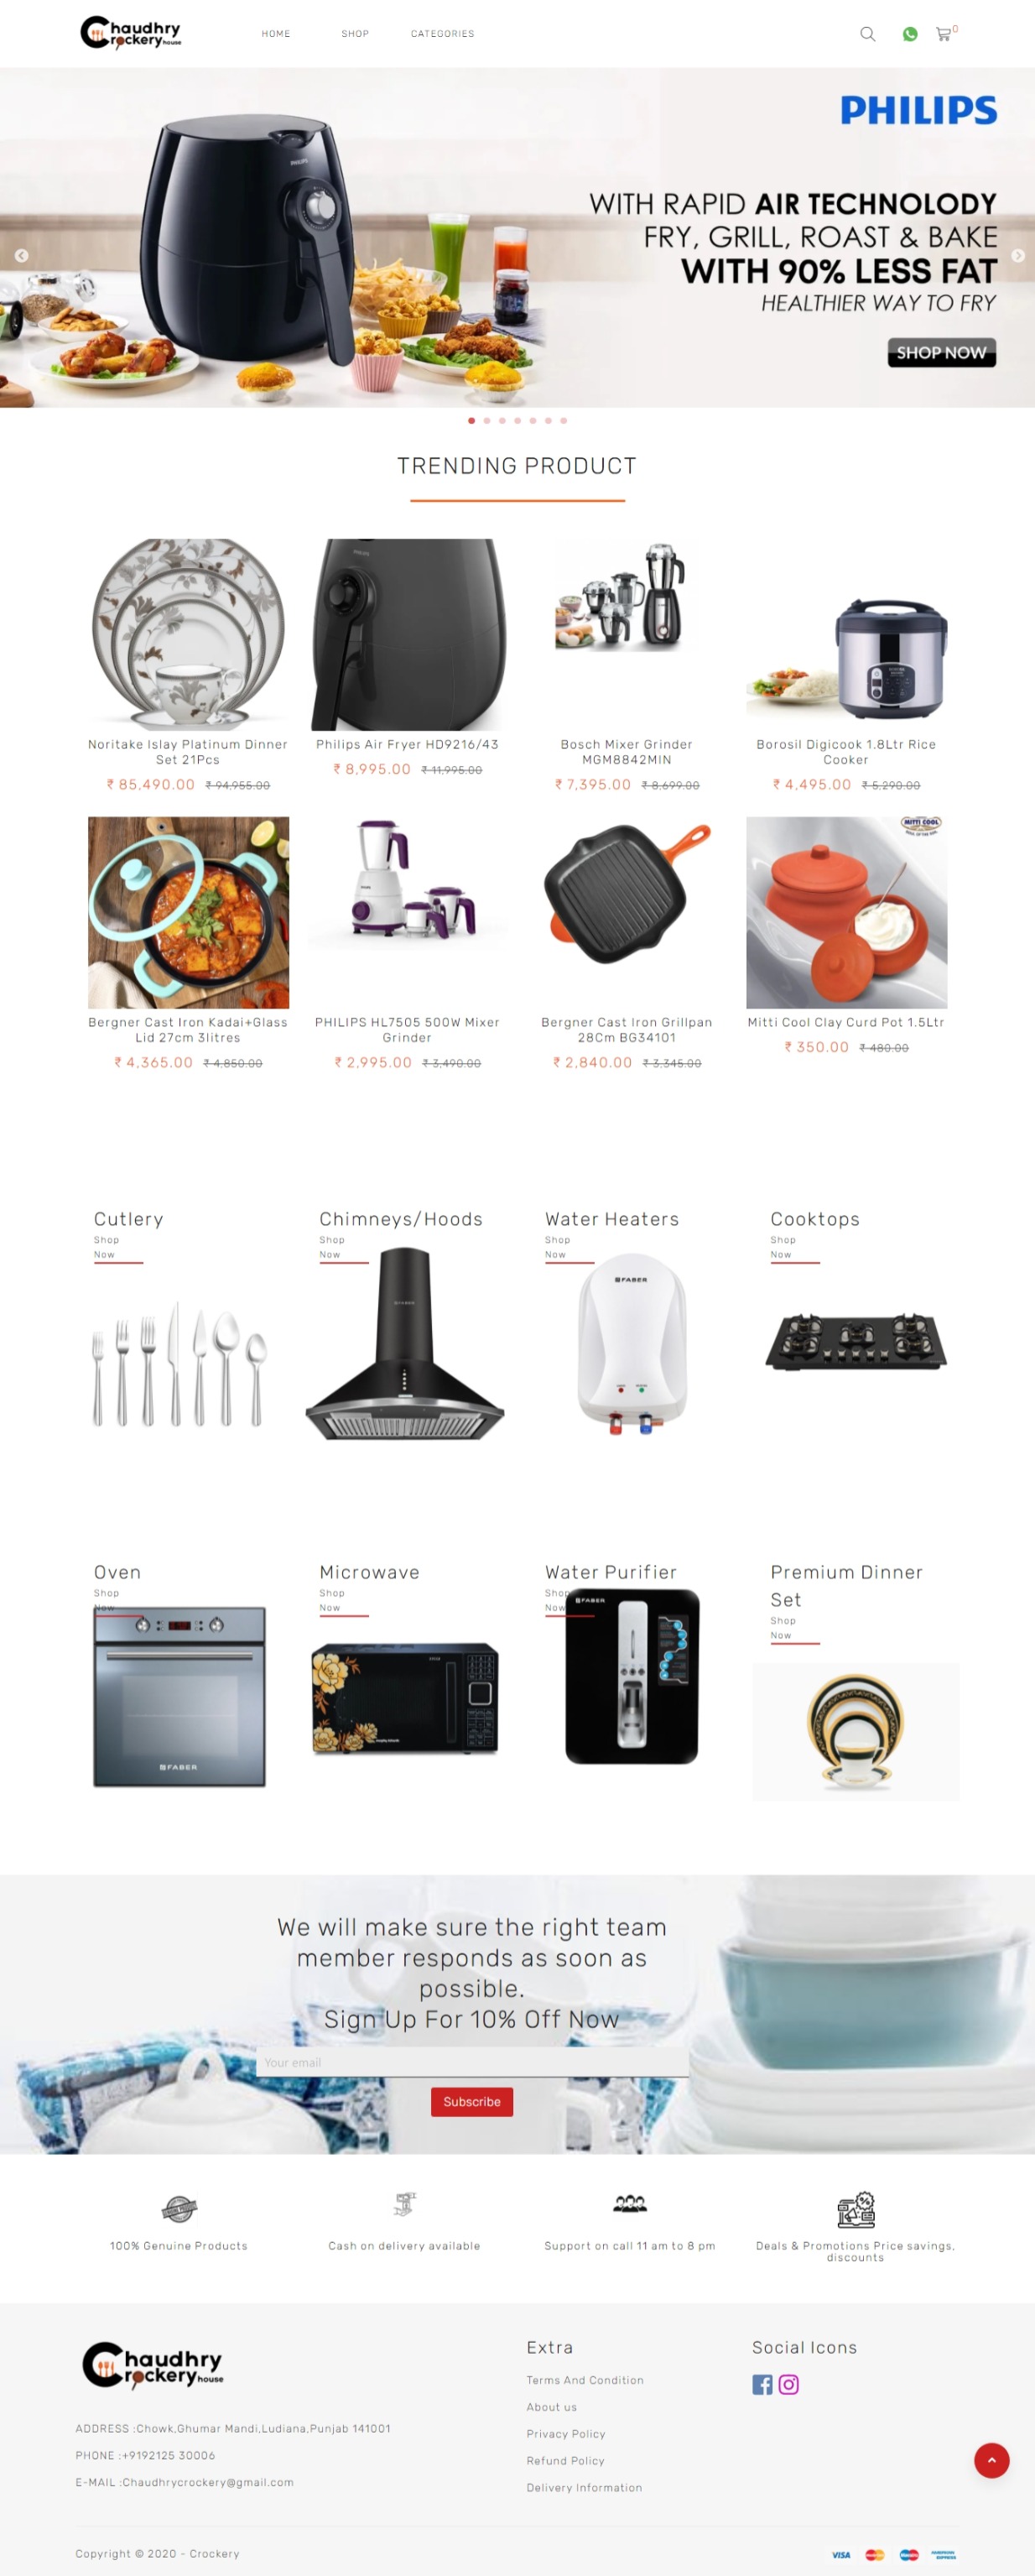 Chaudhry
Crockery house
HOME SHOP CATEGORIES
0
PHILIPS
WITH RAPID AIR TECHNOLODY
FRY, GRILL, ROAST & BAKE
WITH 90% LESS FAT
HEALTHIER WAY TO FRY
SHOP NOW
TRENDING PRODUCT
Noritake Islay Platinum Dinner
Set 21Pcs
₹ 85,490.00 ₹ 94,955.00
Philips Air Fryer HD9216/43
₹ 8,995.00 ₹ 11,995.00
Bosch Mixer Grinder
MGM8842MIN
₹ 7,395.00 ₹ 8,699.00
Borosil Digicook 1.8Ltr Rice
Cooker
₹ 4,495.00 ₹ 5,290.00
MITTI COOL
Bergner Cast Iron Kadai+Glass
Lid 27cm 3litres
₹ 4,365.00 ₹ 4,850.00
PHILIPS HL7505 500W Mixer
Grinder
₹ 2,995.00 ₹ 3,490.00
Bergner Cast Iron Grillpan
28Cm BG34101
₹ 2,840.00 ₹ 3,345.00
Mitti Cool Clay Curd Pot 1.5Ltr
₹ 350.00 ₹ 480.00
Cutlery
Shop
Now
Chimneys/Hoods
Shop
Now
Water Heaters
Shop
Now
FABER
Cooktops
Shop
Now
Oven
Shop
Now
FABER
Microwave
Shop
Now
Water Purifier
Shop
Now
FABER
Premium Dinner
Set
Shop
Now
We will make sure the right team
member responds as soon as
possible.
Sign Up For 10% Off Now
Your email
Subscribe
100% Genuine Products
Cash on delivery available
Support on call 11 am to 8 pm
Deals & Promotions Price savings,
discounts
Chaudhry
Crockery house
ADDRESS :Chowk,Ghumar Mandi,Ludiana,Punjab 141001
PHONE :+9192125 30006
E-MAIL :Chaudhrycrockery@gmail.com
Extra
Terms And Condition
About us
Privacy Policy
Refund Policy
Delivery Information
Social Icons
Copyright © 2020 - Crockery
VISA